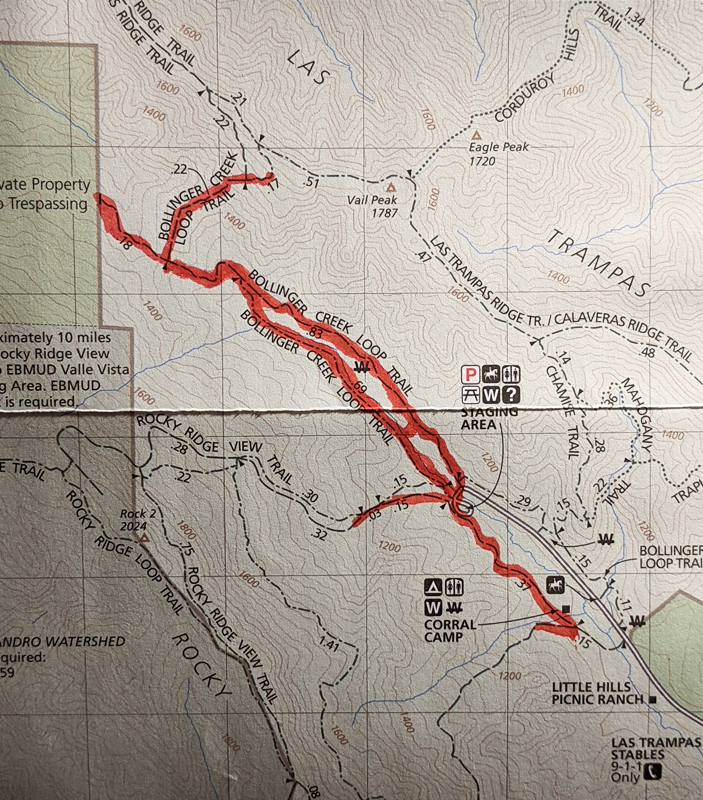 RIDGE TRAIL
S RIDGE TRAIL
1600
LAS
TRAIL
1.34
HILLS
CORDUROY
1400
1200
1600
.21
1400
.22
1600
Eagle Peak
1720
.22
BOLLINGER CREEK
LOOP TRAIL
.17
.51
Vail Peak
1787
1600
vate Property
o Trespassing
1400
.18
.47
LAS TRAMPAS RIDGE TR. / CALAVERAS RIDGE TRAIL
TRAMPAS
1400
1600
1400
BOLLINGER CREEK LOOP TRAIL
.83
BOLLINGER CREEK LOOP TRAIL
.69
W
.48
.14
ximately 10 miles
ocky Ridge View
o EBMUD Valle Vista
g Area. EBMUD
t is required.
1600
P
W ?
STAGING
AREA
CHAMISE TRAIL
.36
MAHOGANY
TRAIL
1400
.28
.22
TRAP
ROCKY RIDGE VIEW
TRAIL
.28
.22
.30
.32
.15
.03
.15
1200
.29
.15
1200
E TRAIL
ROCKY RIDGE LOOP TRAIL
Rock 2
2024
1800
.75
ROCKY RIDGE VIEW TRAIL
1200
1600
W
.15
BOLLINGER
LOOP TRAI
.37
.11
W
W W
CORRAL
CAMP
.15
ANDRO WATERSHED
quired:
59
ROCKY
1.41
1200
LITTLE HILLS
PICNIC RANCH
1400
1600
1800
LAS TRAMPAS
STABLES
9-1-1
Only
.08